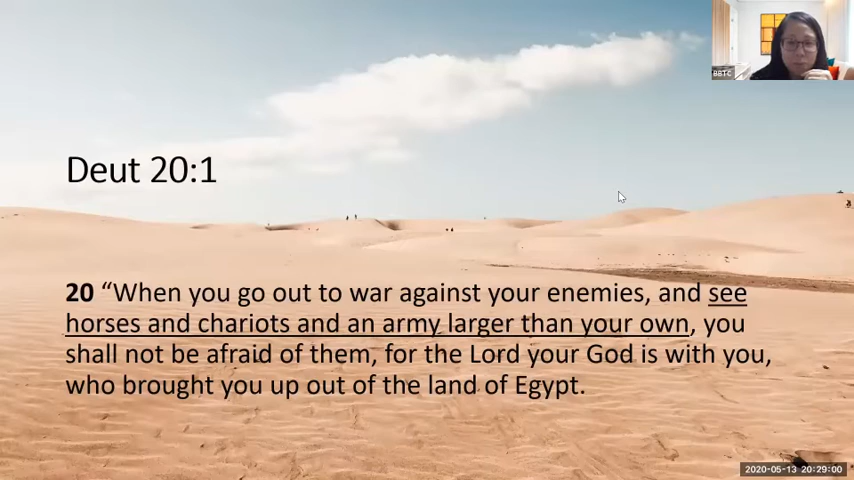 BBTC
Deut 20:1
20 “When you go out to war against your enemies, and see
horses and chariots and an army larger than your own, you
shall not be afraid of them, for the Lord your God is with you,
who brought you up out of the land of Egypt.
2020-05-13 20:29:00